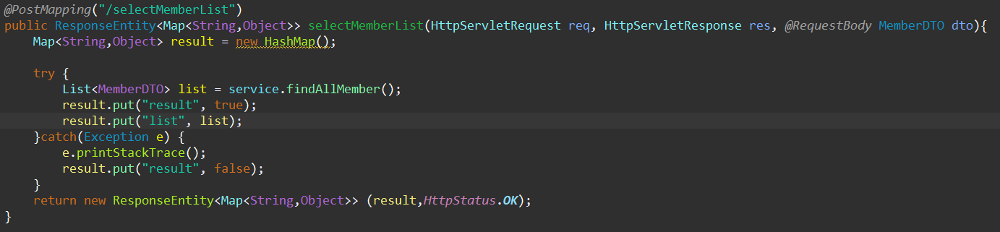 @PostMapping("/selectMemberList")
public ResponseEntity<Map<String,Object>> selectMemberList(HttpServletRequest req, HttpServletResponse res, @RequestBody MemberDTO dto){
    Map<String,Object> result = new HashMap();

    try {
        List<MemberDTO> list = service.findAllMember();
        result.put("result", true);
        result.put("list", list);
    }catch(Exception e) {
        e.printStackTrace();
        result.put("result", false);
    }
    return new ResponseEntity<Map<String,Object>> (result,HttpStatus.OK);
}